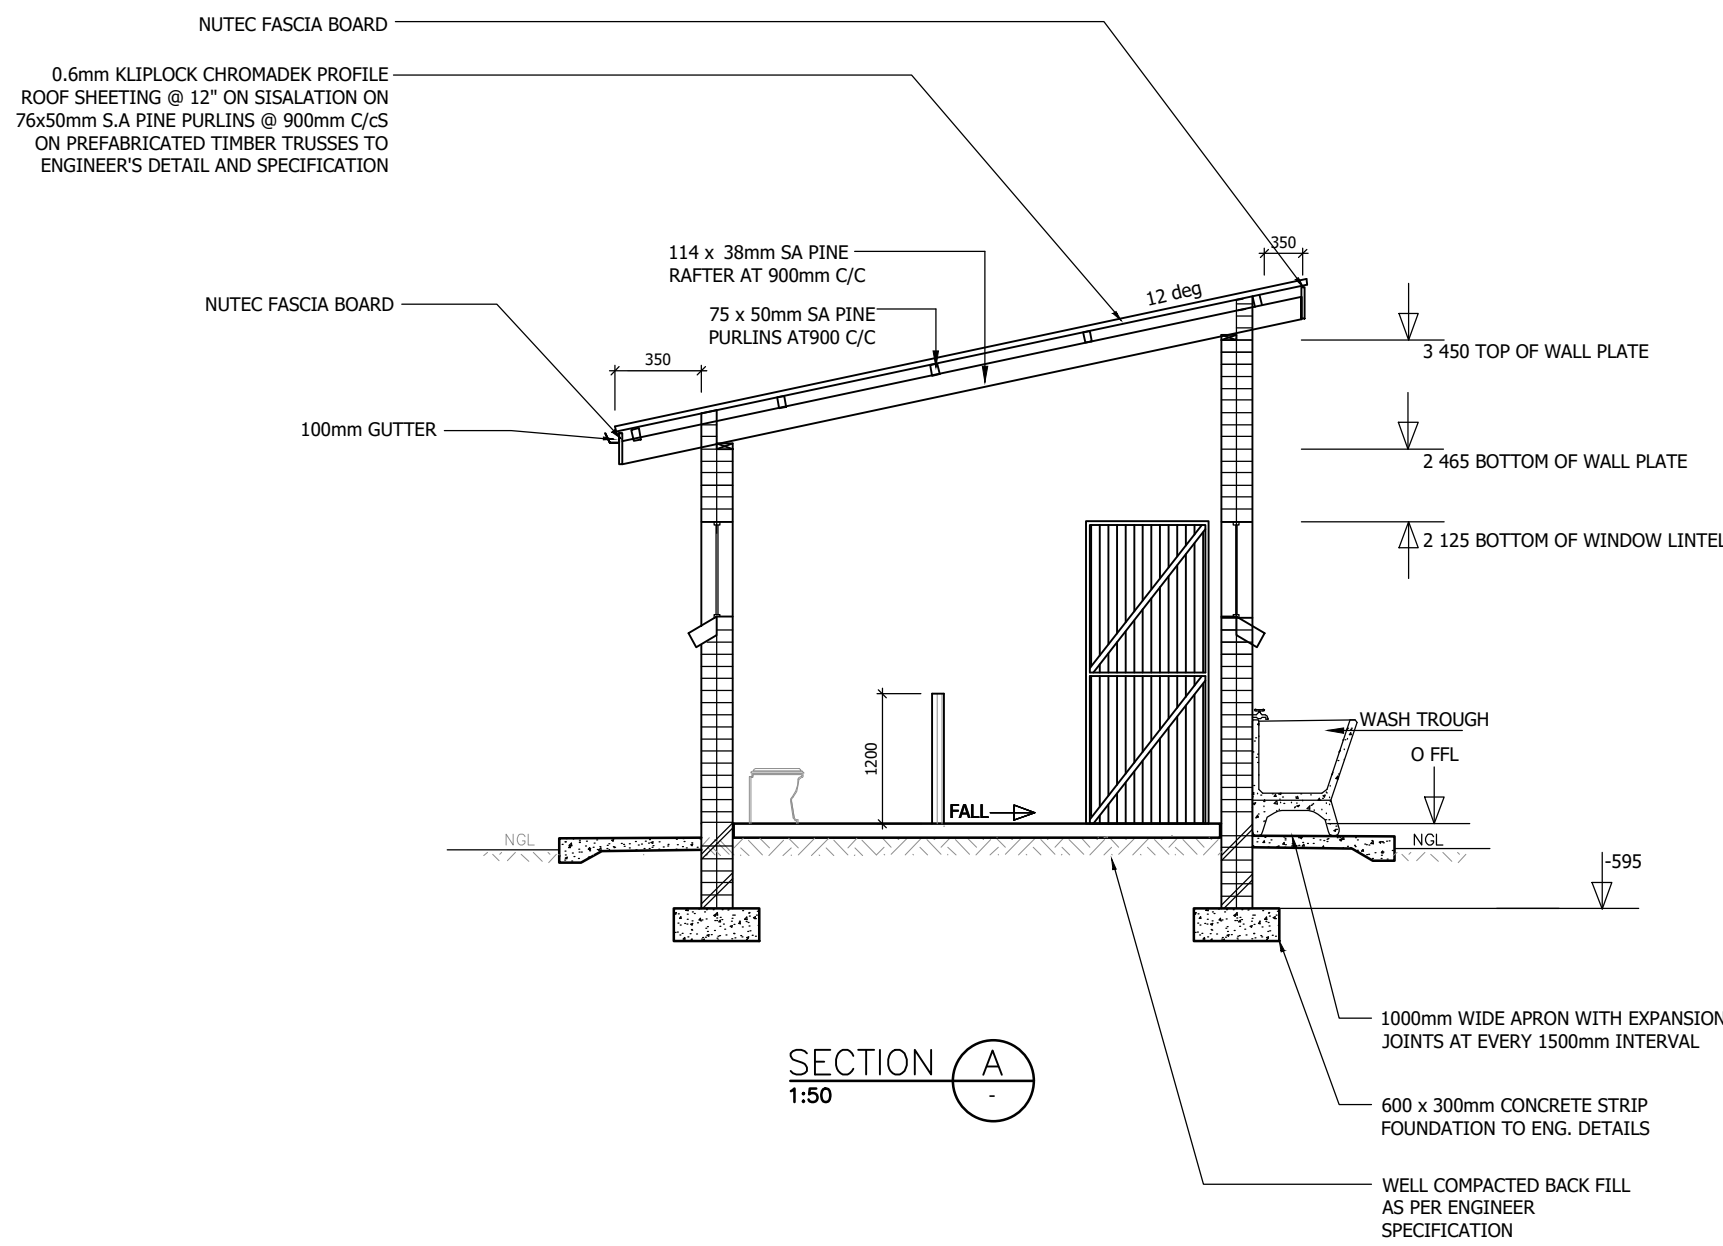 NUTEC FASCIA BOARD
0.6mm KLIPLOCK CHROMADEK PROFILE
ROOF SHEETING @ 12" ON SISALATION ON
76x50mm S.A PINE PURLINS @ 900mm C/cS
ON PREFABRICATED TIMBER TRUSSES TO
ENGINEER'S DETAIL AND SPECIFICATION
114 x 38mm SA PINE
RAFTER AT 900mm C/C
350
12 deg
NUTEC FASCIA BOARD
75 x 50mm SA PINE
PURLINS AT900 C/C
350
100mm GUTTER
3 450 TOP OF WALL PLATE
2 465 BOTTOM OF WALL PLATE
2 125 BOTTOM OF WINDOW LINTEL
WASH TROUGH
O FFL
1200
FALL
NGL
NGL
-595
SECTION A
1:50 -
1000mm WIDE APRON WITH EXPANSION
JOINTS AT EVERY 1500mm INTERVAL
600 x 300mm CONCRETE STRIP
FOUNDATION TO ENG. DETAILS
WELL COMPACTED BACK FILL
AS PER ENGINEER
SPECIFICATION